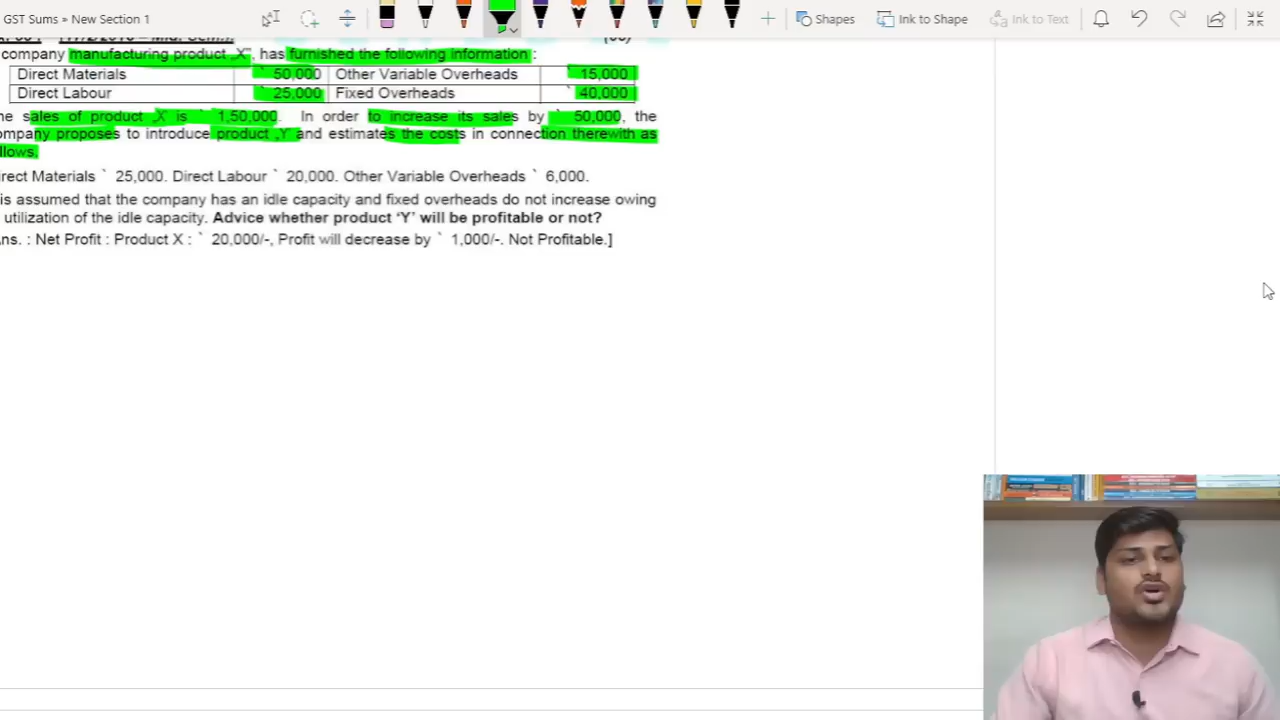 GST Sums » New Section 1
Shapes
Ink to Shape
Ink to Text
company manufacturing product „X", has furnished the following information :
Direct Materials ` 50,000 Other Variable Overheads ` 15,000
Direct Labour ` 25,000 Fixed Overheads ` 40,000
ne sales of product „X is ` 1,50,000. In order to increase its sales by ` 50,000, the
ompany proposes to introduce product „Y and estimates the costs in connection therewith as
llows,
irect Materials ` 25,000. Direct Labour ` 20,000. Other Variable Overheads ` 6,000.
is assumed that the company has an idle capacity and fixed overheads do not increase owing
utilization of the idle capacity. Advice whether product ‘Y’ will be profitable or not?
ns. : Net Profit : Product X : ` 20,000/-, Profit will decrease by ` 1,000/-. Not Profitable.]